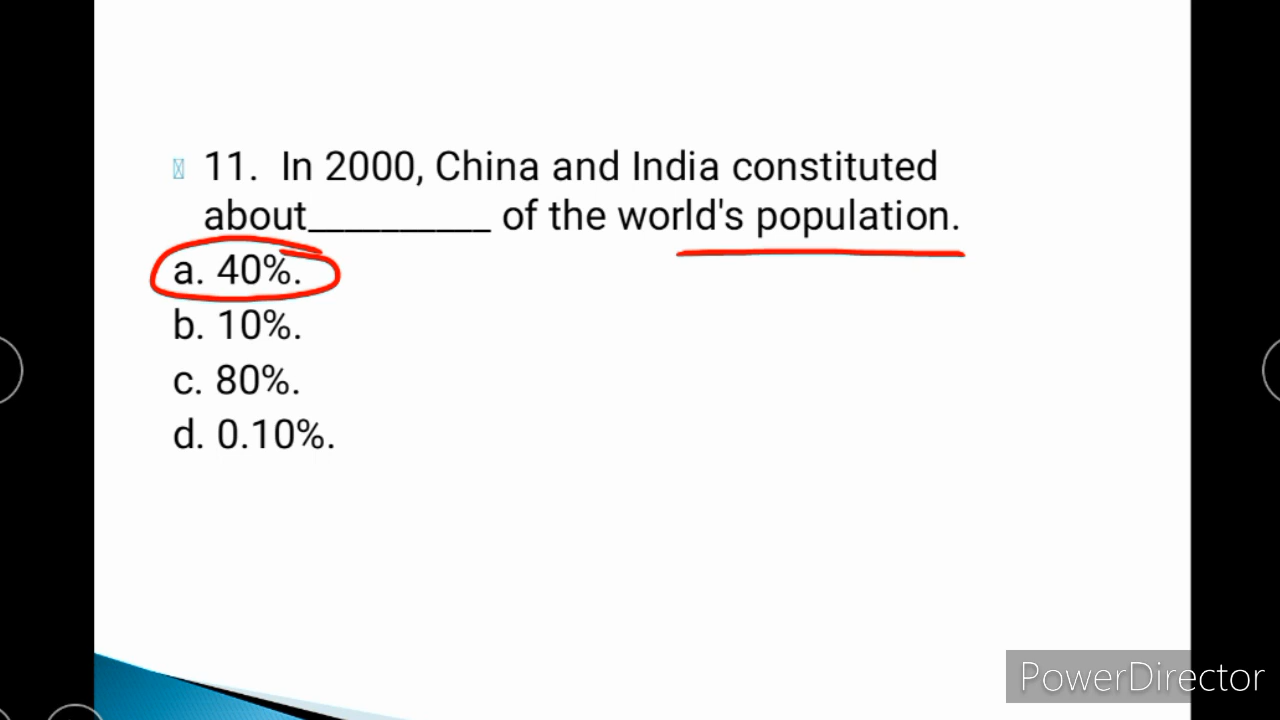 11. In 2000, China and India constituted
about_________ of the world's population.
a. 40%.
b. 10%.
c. 80%.
d. 0.10%.
PowerDirector